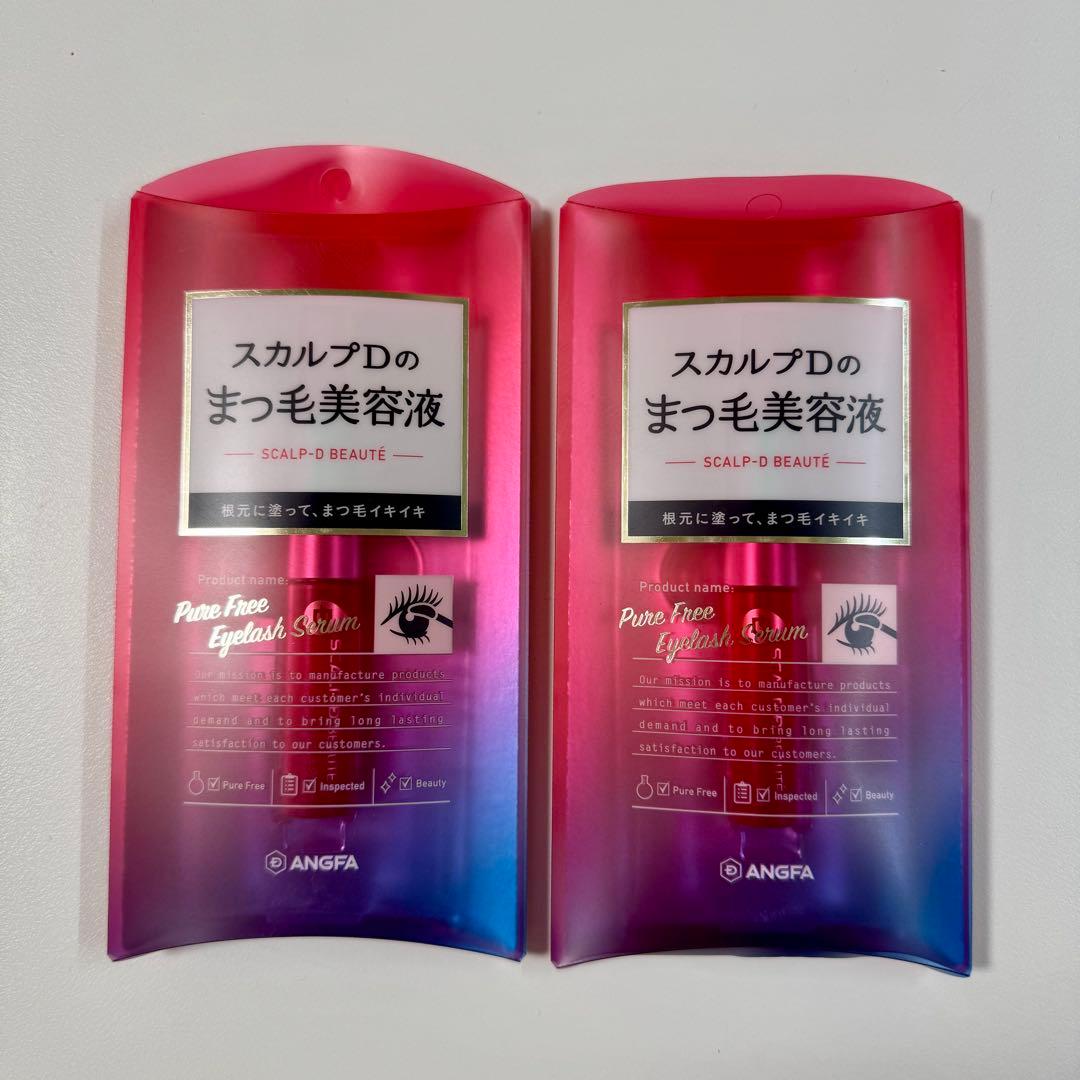 スカルプDの
まつ毛美容液
SCALP-D BEAUTÉ
根元に塗って、まつ毛イキイキ
Product name:
Pure Free
Eyelash Serum
Our mission is to manufacture products
which meet each customer's individual
demand and to bring long lasting
satisfaction to our customers.
Pure Free Inspected Beauty
ANGFA
スカルプDの
まつ毛美容液
SCALP-D BEAUTÉ
根元に塗って、まつ毛イキイキ
Product name:
Pure Free
Eyelash Serum
Our mission is to manufacture products
which meet each customer's individual
demand and to bring long lasting
satisfaction to our customers.
Pure Free Inspected Beauty
ANGFA